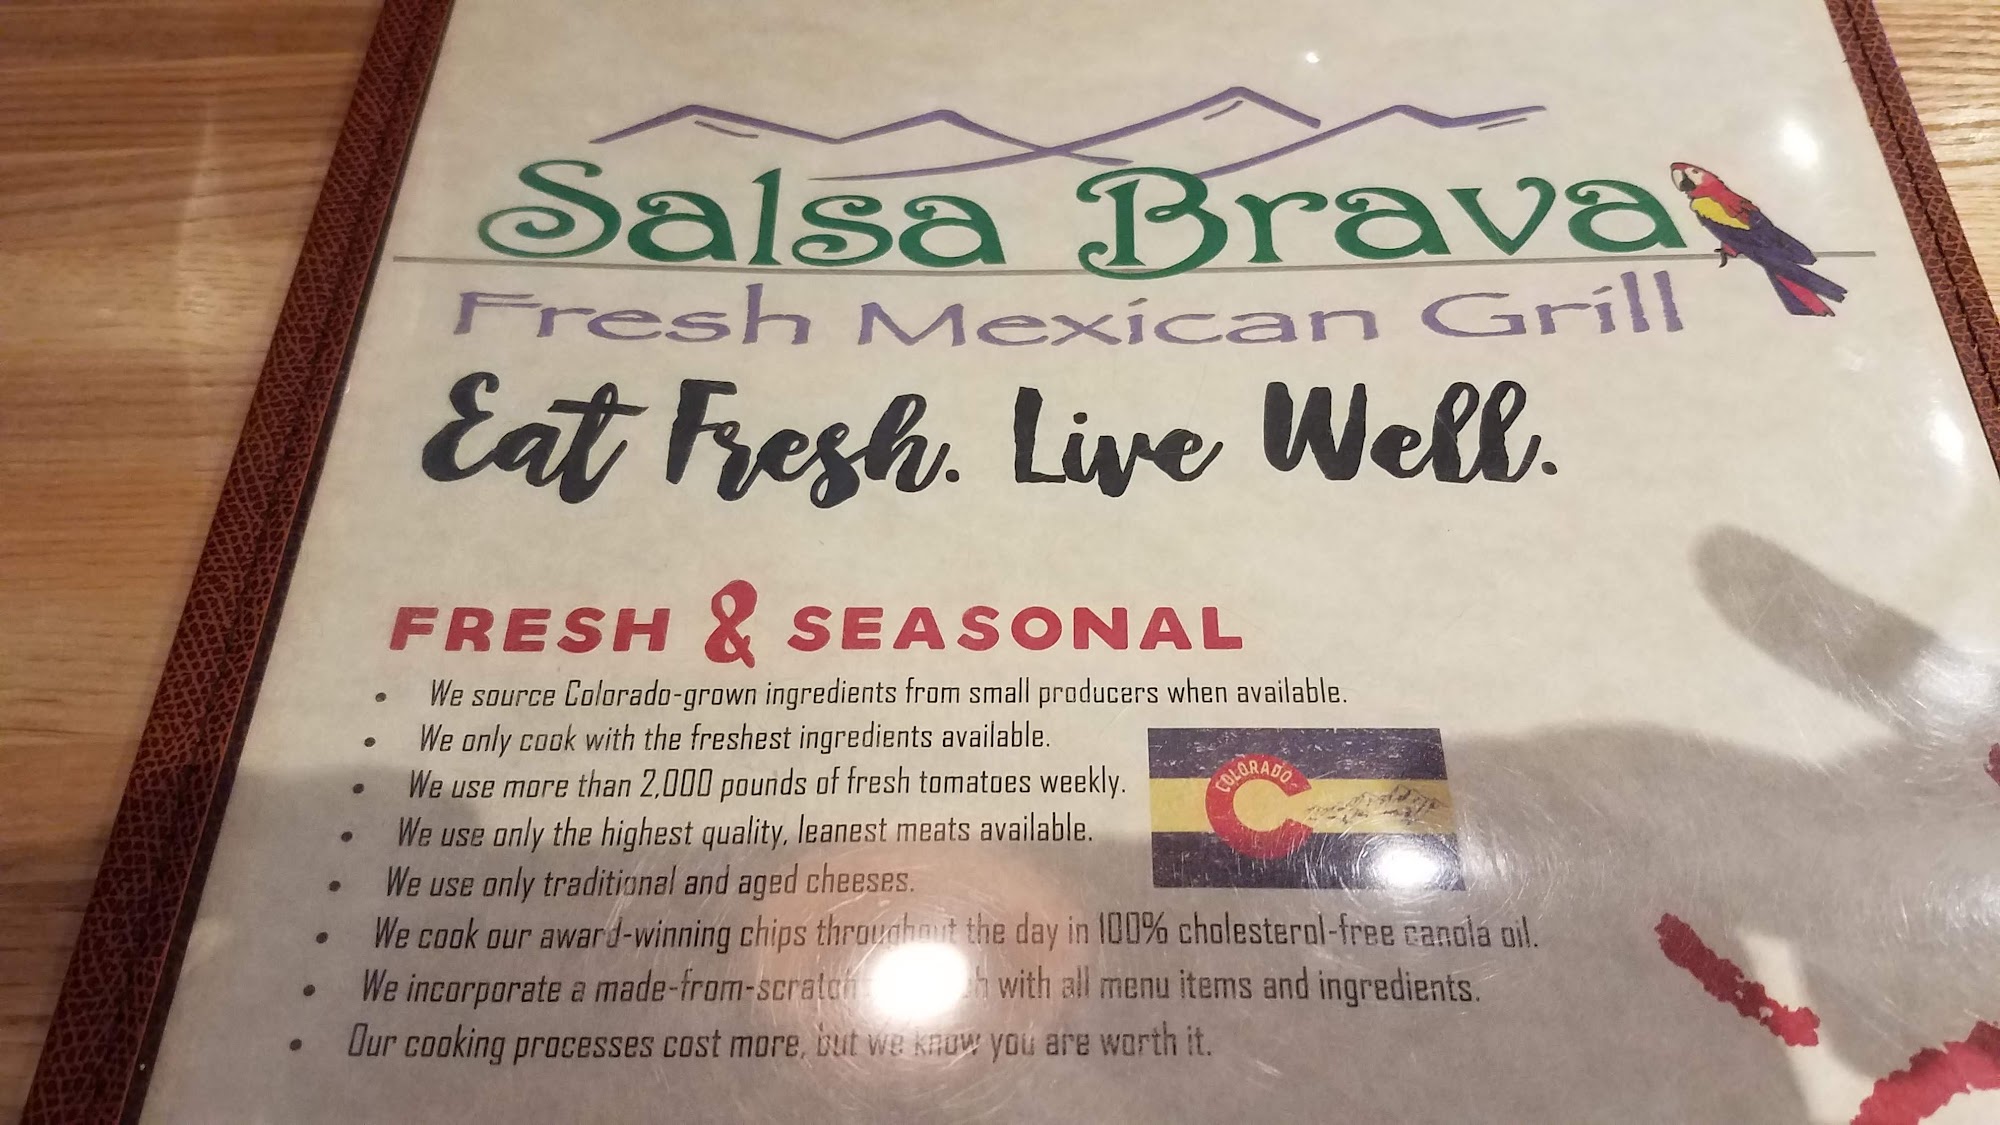 Salsa Brava
Fresh Mexican Grill
Eat Fresh. Live Well.
FRESH & SEASONAL
• We source Colorado-grown ingredients from small producers when available.
• We only cook with the freshest ingredients available.
• We use more than 2,000 pounds of fresh tomatoes weekly.
• We use only the highest quality, leanest meats available.
• We use only traditional and aged cheeses.
• We cook our award-winning chips throughout the day in 100% cholesterol-free canola oil.
• We incorporate a made-from-scratch with all menu items and ingredients.
• Our cooking processes cost more, but we know you are worth it.
COLORADO